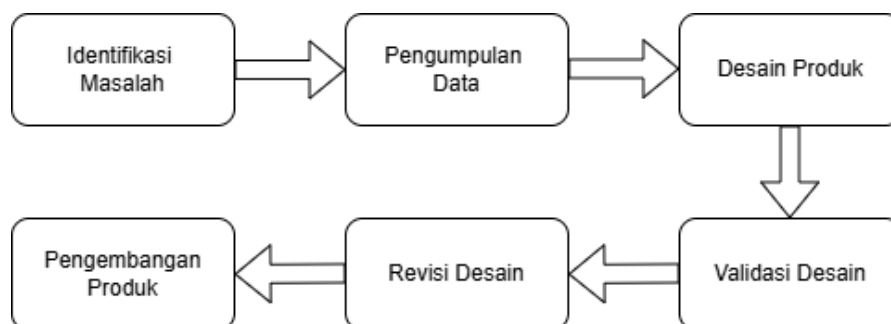 Identifikasi
Masalah
Pengumpulan
Data
Desain Produk
Pengembangan
Produk
Revisi Desain
Validasi Desain